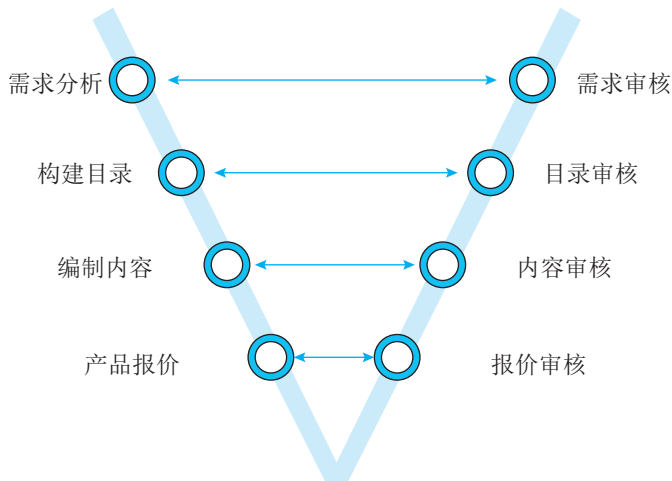 需求分析
需求审核
构建目录
目录审核
编制内容
内容审核
产品报价
报价审核